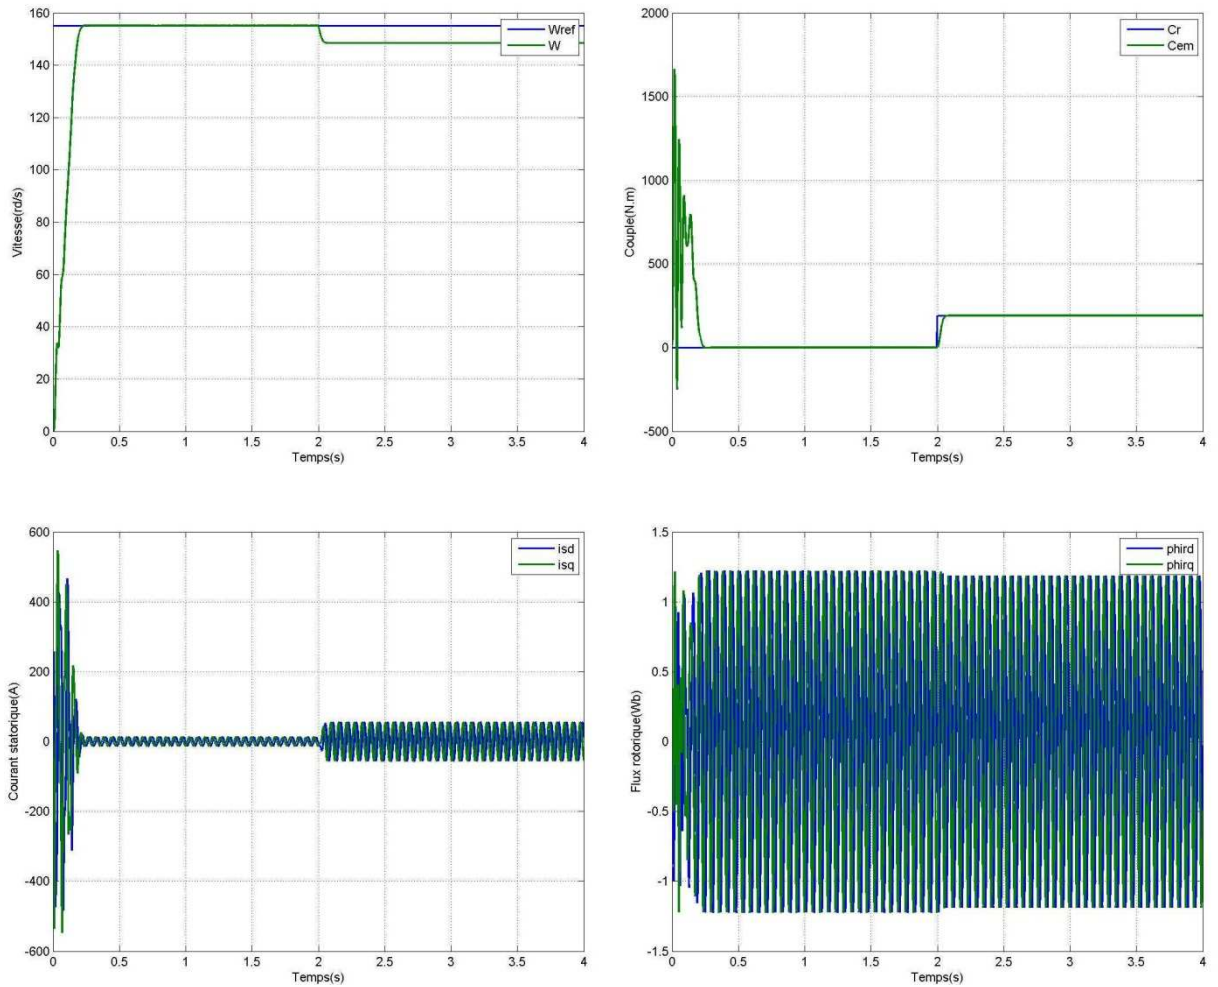 160
140
120
100
80
60
40
20
0
Vitesse(rd/s)
Wref
W
0 0.5 1 1.5 2 2.5 3 3.5 4
Temps(s)
2000
1500
1000
500
0
-500
Couple(N.m)
Cr
Cem
0 0.5 1 1.5 2 2.5 3 3.5 4
Temps(s)
600
400
200
0
-200
-400
-600
Courant statorique(A)
isd
isq
0 0.5 1 1.5 2 2.5 3 3.5 4
Temps(s)
1.5
1
0.5
0
-0.5
-1
-1.5
Flux rotorique(Wb)
phird
phirq
0 0.5 1 1.5 2 2.5 3 3.5 4
Temps(s)